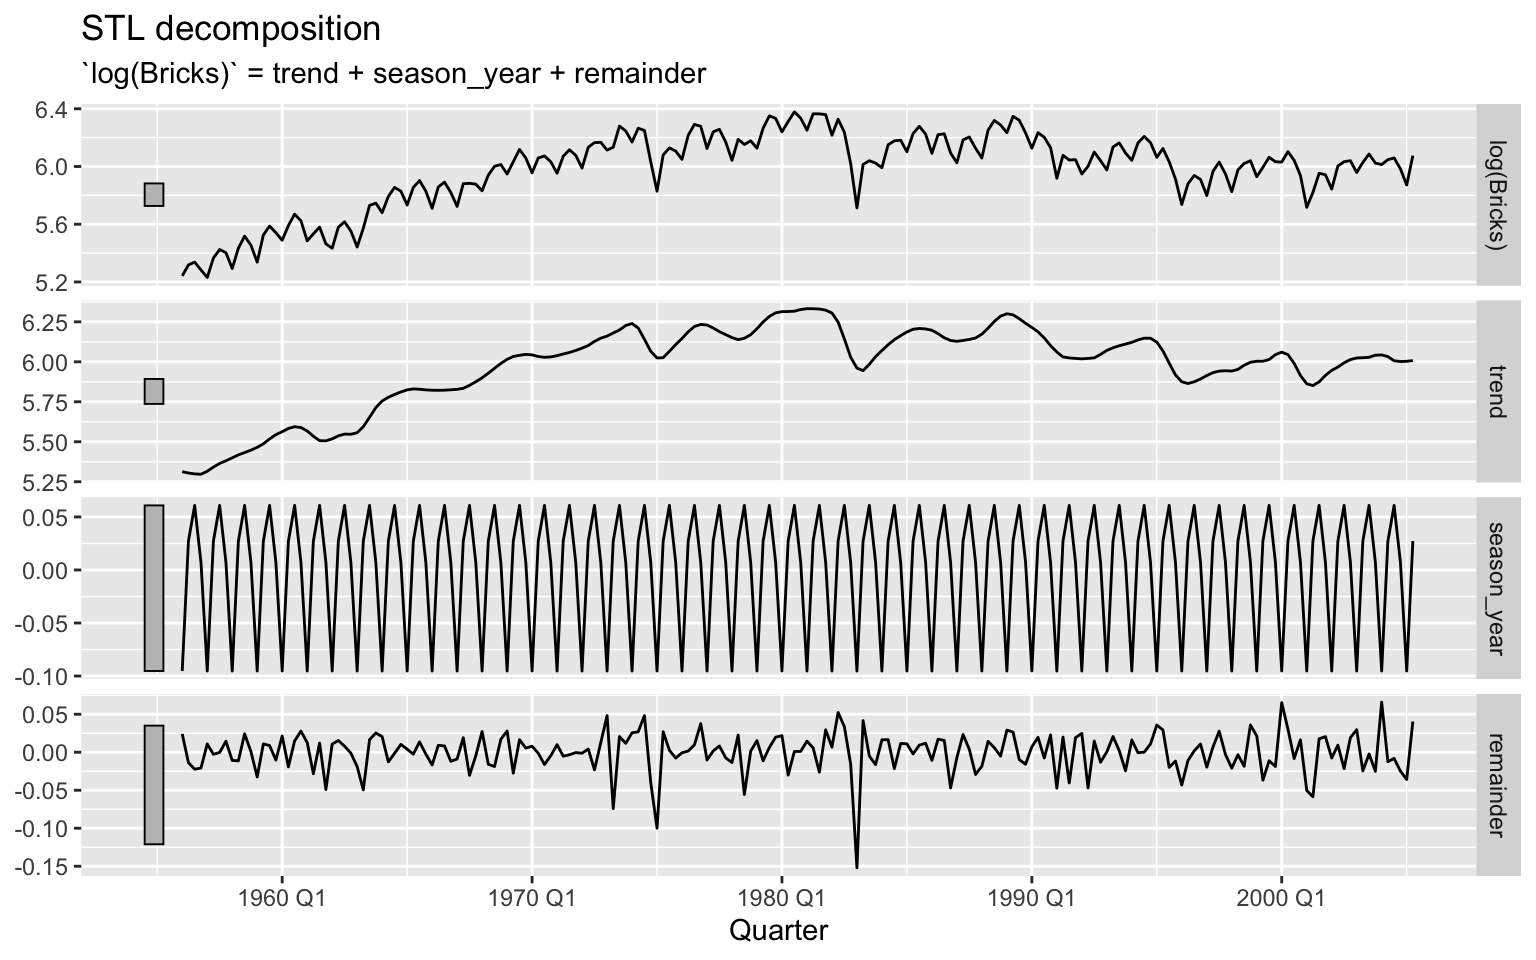 STL decomposition
`log(Bricks)` = trend + season_year + remainder
6.4
6.0
5.6
5.2
log(Bricks)
6.25
6.00
5.75
5.50
5.25
trend
0.05
0.00
-0.05
-0.10
season_year
0.05
0.00
-0.05
-0.10
-0.15
remainder
1960 Q1 1970 Q1 1980 Q1 1990 Q1 2000 Q1
Quarter